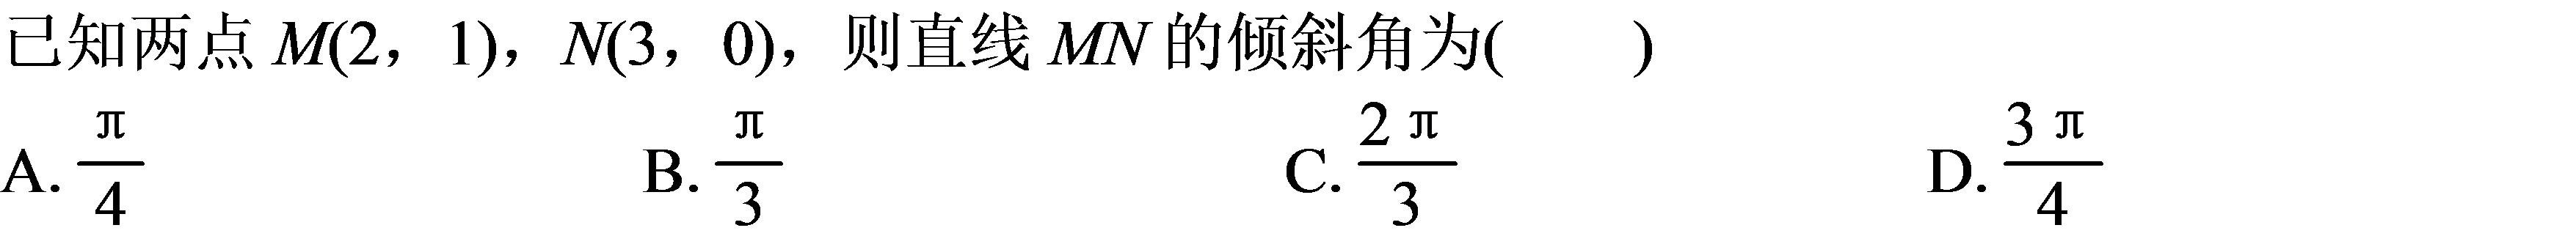 已知两点 M(2，1)，N(3，0)，则直线 MN 的倾斜角为(　　)
A. π/4 B. π/3 C. 2π/3 D. 3π/4